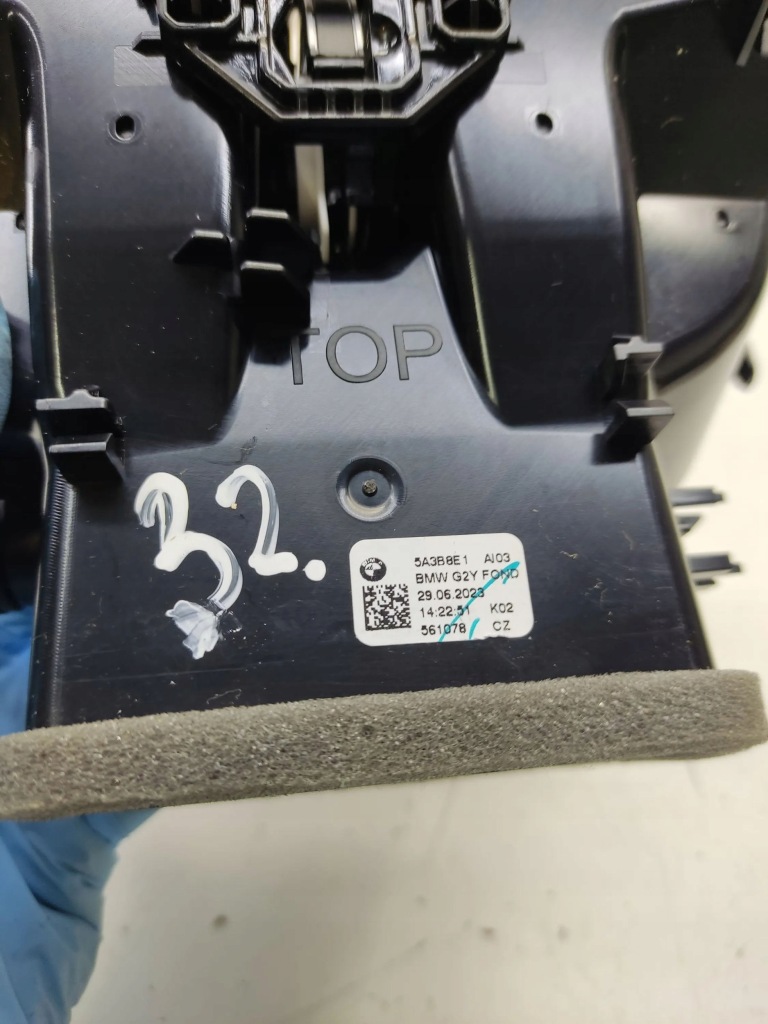 TOP
32.
5A3B8E1 AI03
BMW G2Y FOND
29.06.2023
14:22:51 K02
561078 CZ